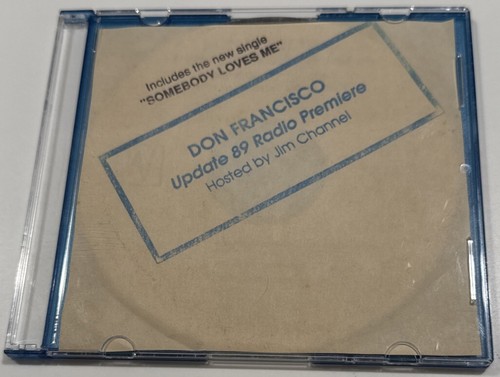 Includes the new single
"SOMEBODY LOVES ME"
DON FRANCISCO
Update 89 Radio Premiere
Hosted by Jim Channel